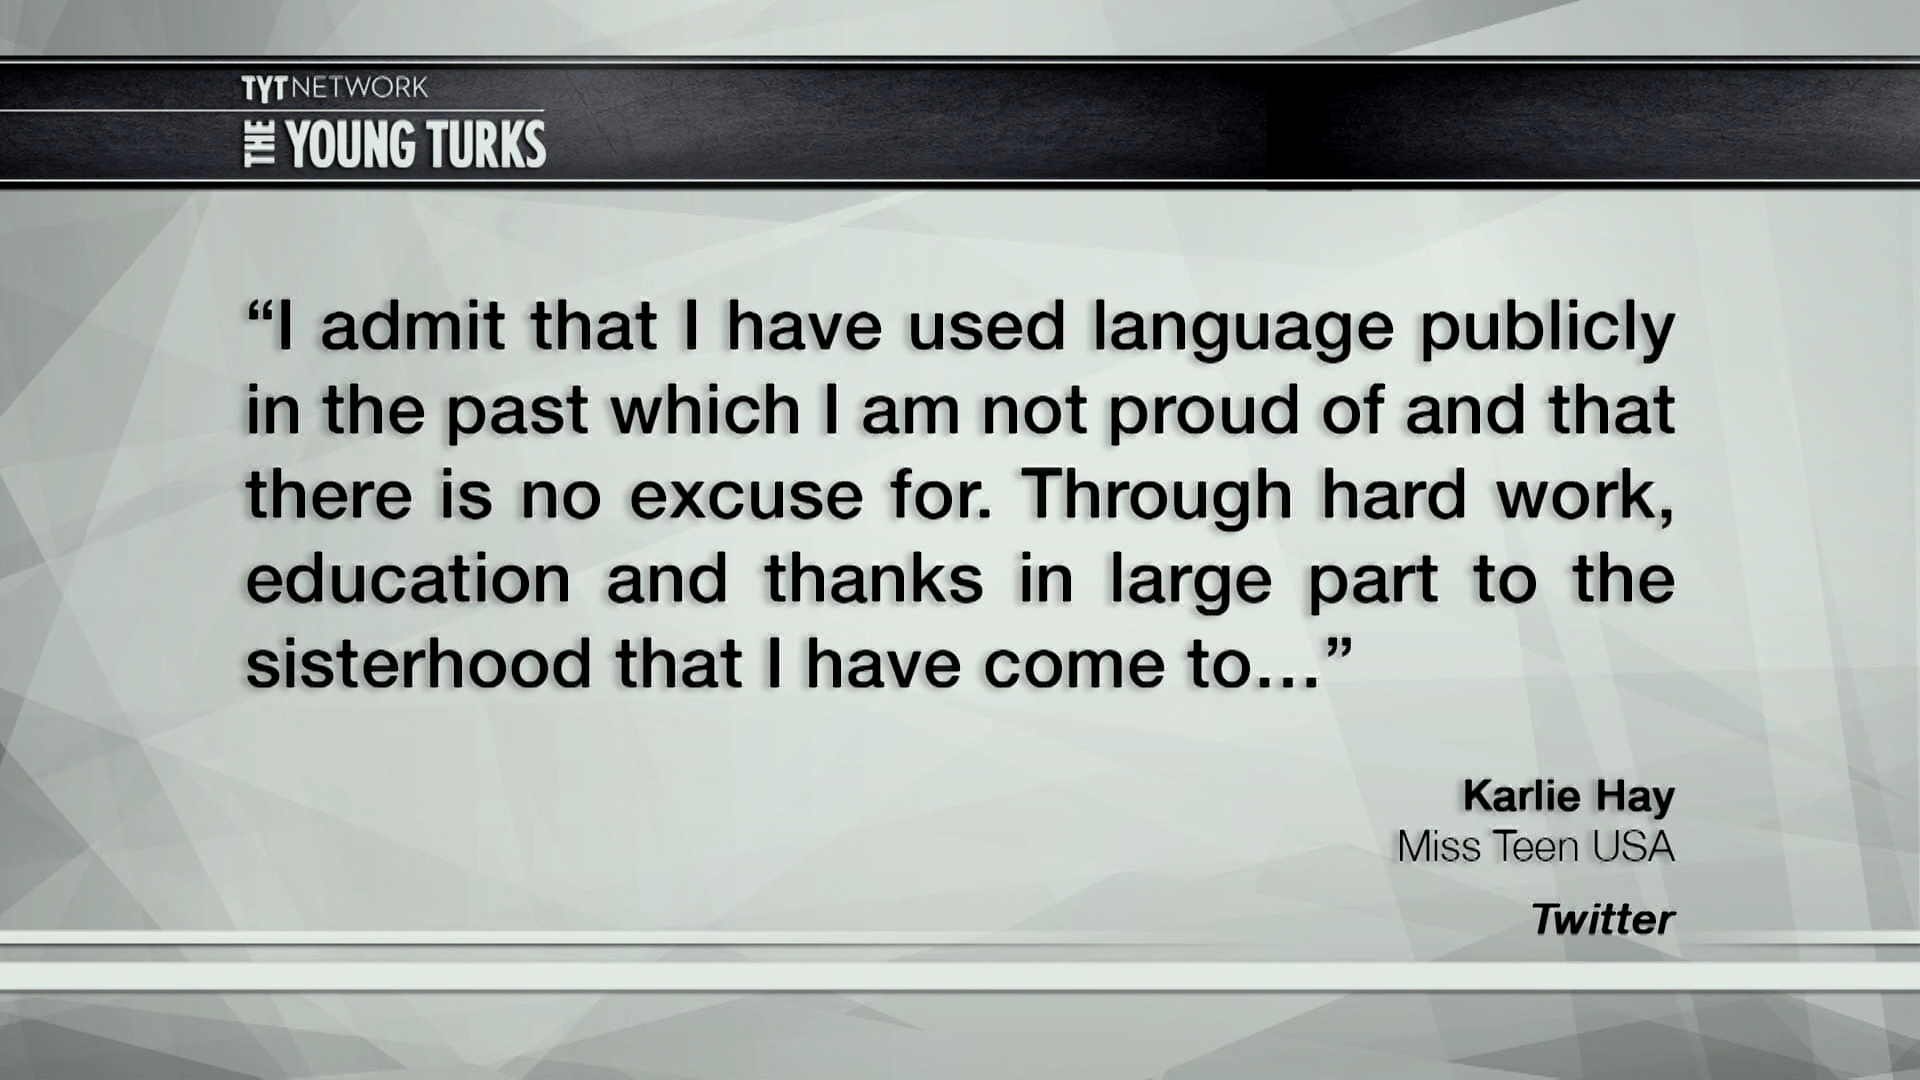 TYTNETWORK
THE YOUNG TURKS
“I admit that I have used language publicly
in the past which I am not proud of and that
there is no excuse for. Through hard work,
education and thanks in large part to the
sisterhood that I have come to...”
Karlie Hay
Miss Teen USA
Twitter